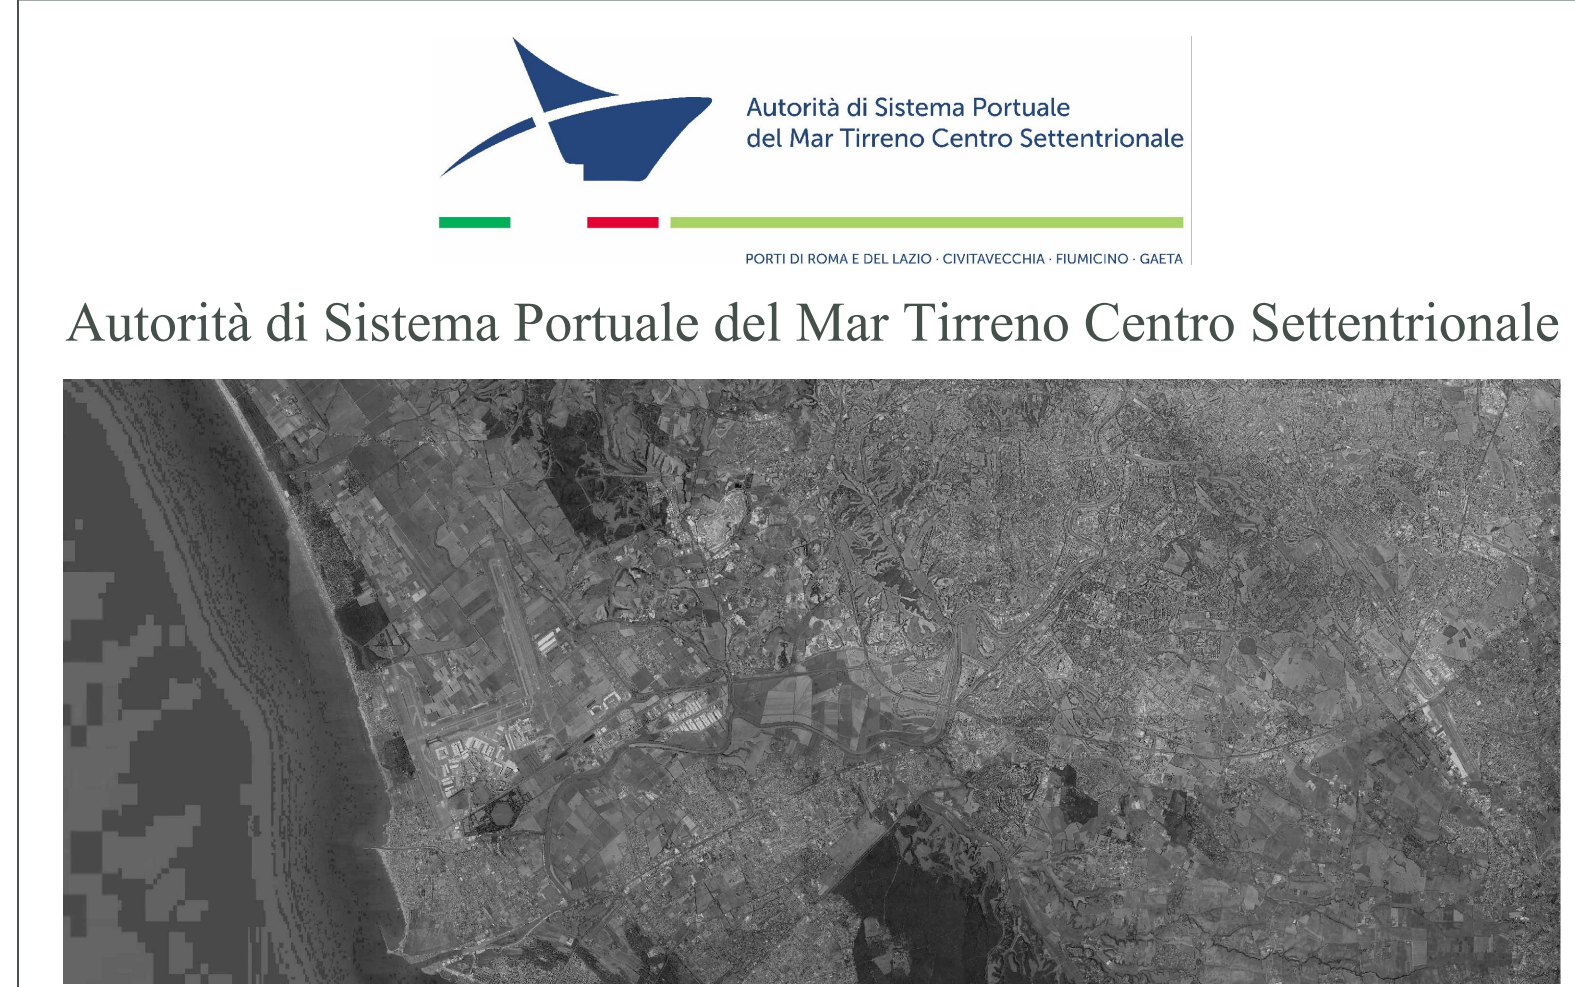 Autorità di Sistema Portuale
del Mar Tirreno Centro Settentrionale
PORTI DI ROMA E DEL LAZIO · CIVITAVECCHIA · FIUMICINO · GAETA
Autorità di Sistema Portuale del Mar Tirreno Centro Settentrionale